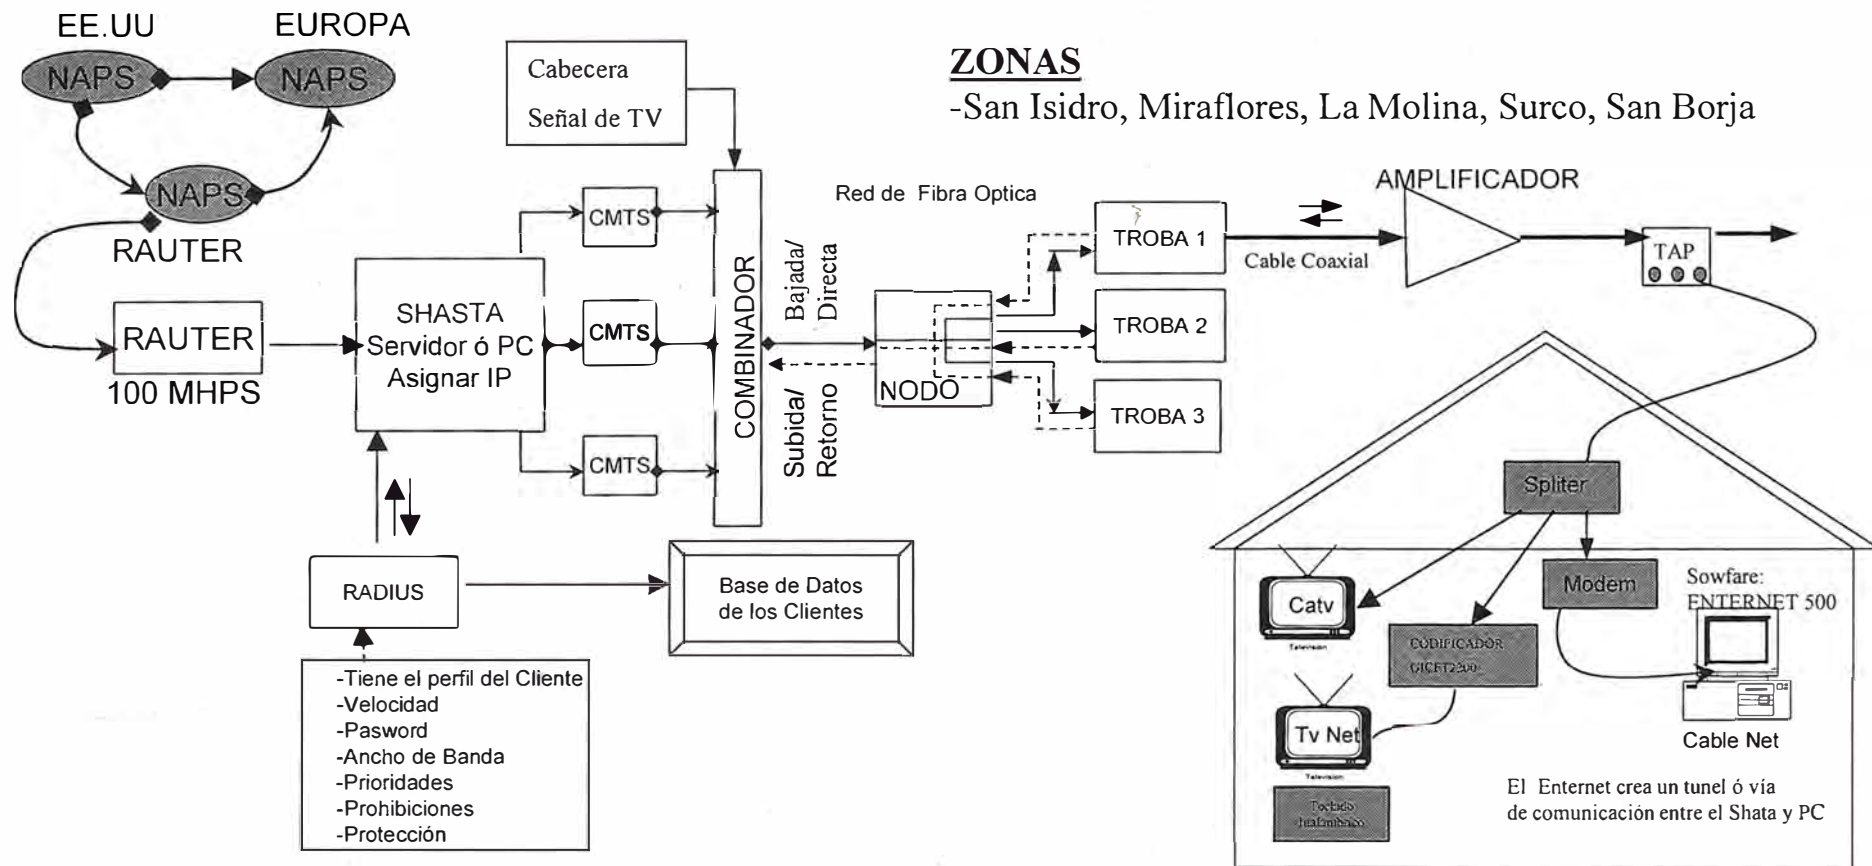 EE.UU
EUROPA
NAPS
NAPS
NAPS
RAUTER
RAUTER
100 MHPS
Cabecera
Señal de TV
ZONAS
-San Isidro, Miraflores, La Molina, Surco, San Borja
SHASTA
Servidor ó PC
Asignar IP
CMTS
CMTS
CMTS
COMBINADOR
Bajada/
Directa
Subida/
Retorno
Red de Fibra Optica
NODO
TROBA 1
TROBA 2
TROBA 3
Cable Coaxial
AMPLIFICADOR
TAP
RADIUS
Base de Datos
de los Clientes
-Tiene el perfil del Cliente
-Velocidad
-Pasword
-Ancho de Banda
-Prioridades
-Prohibiciones
-Protección
Spliter
Catv
Television
Modem
Sowfare:
ENTERNET 500
CODIFICADOR
Tv Net
Television
Teclado
Inalambrico
Cable Net
El Enternet crea un tunel ó vía
de comunicación entre el Shata y PC